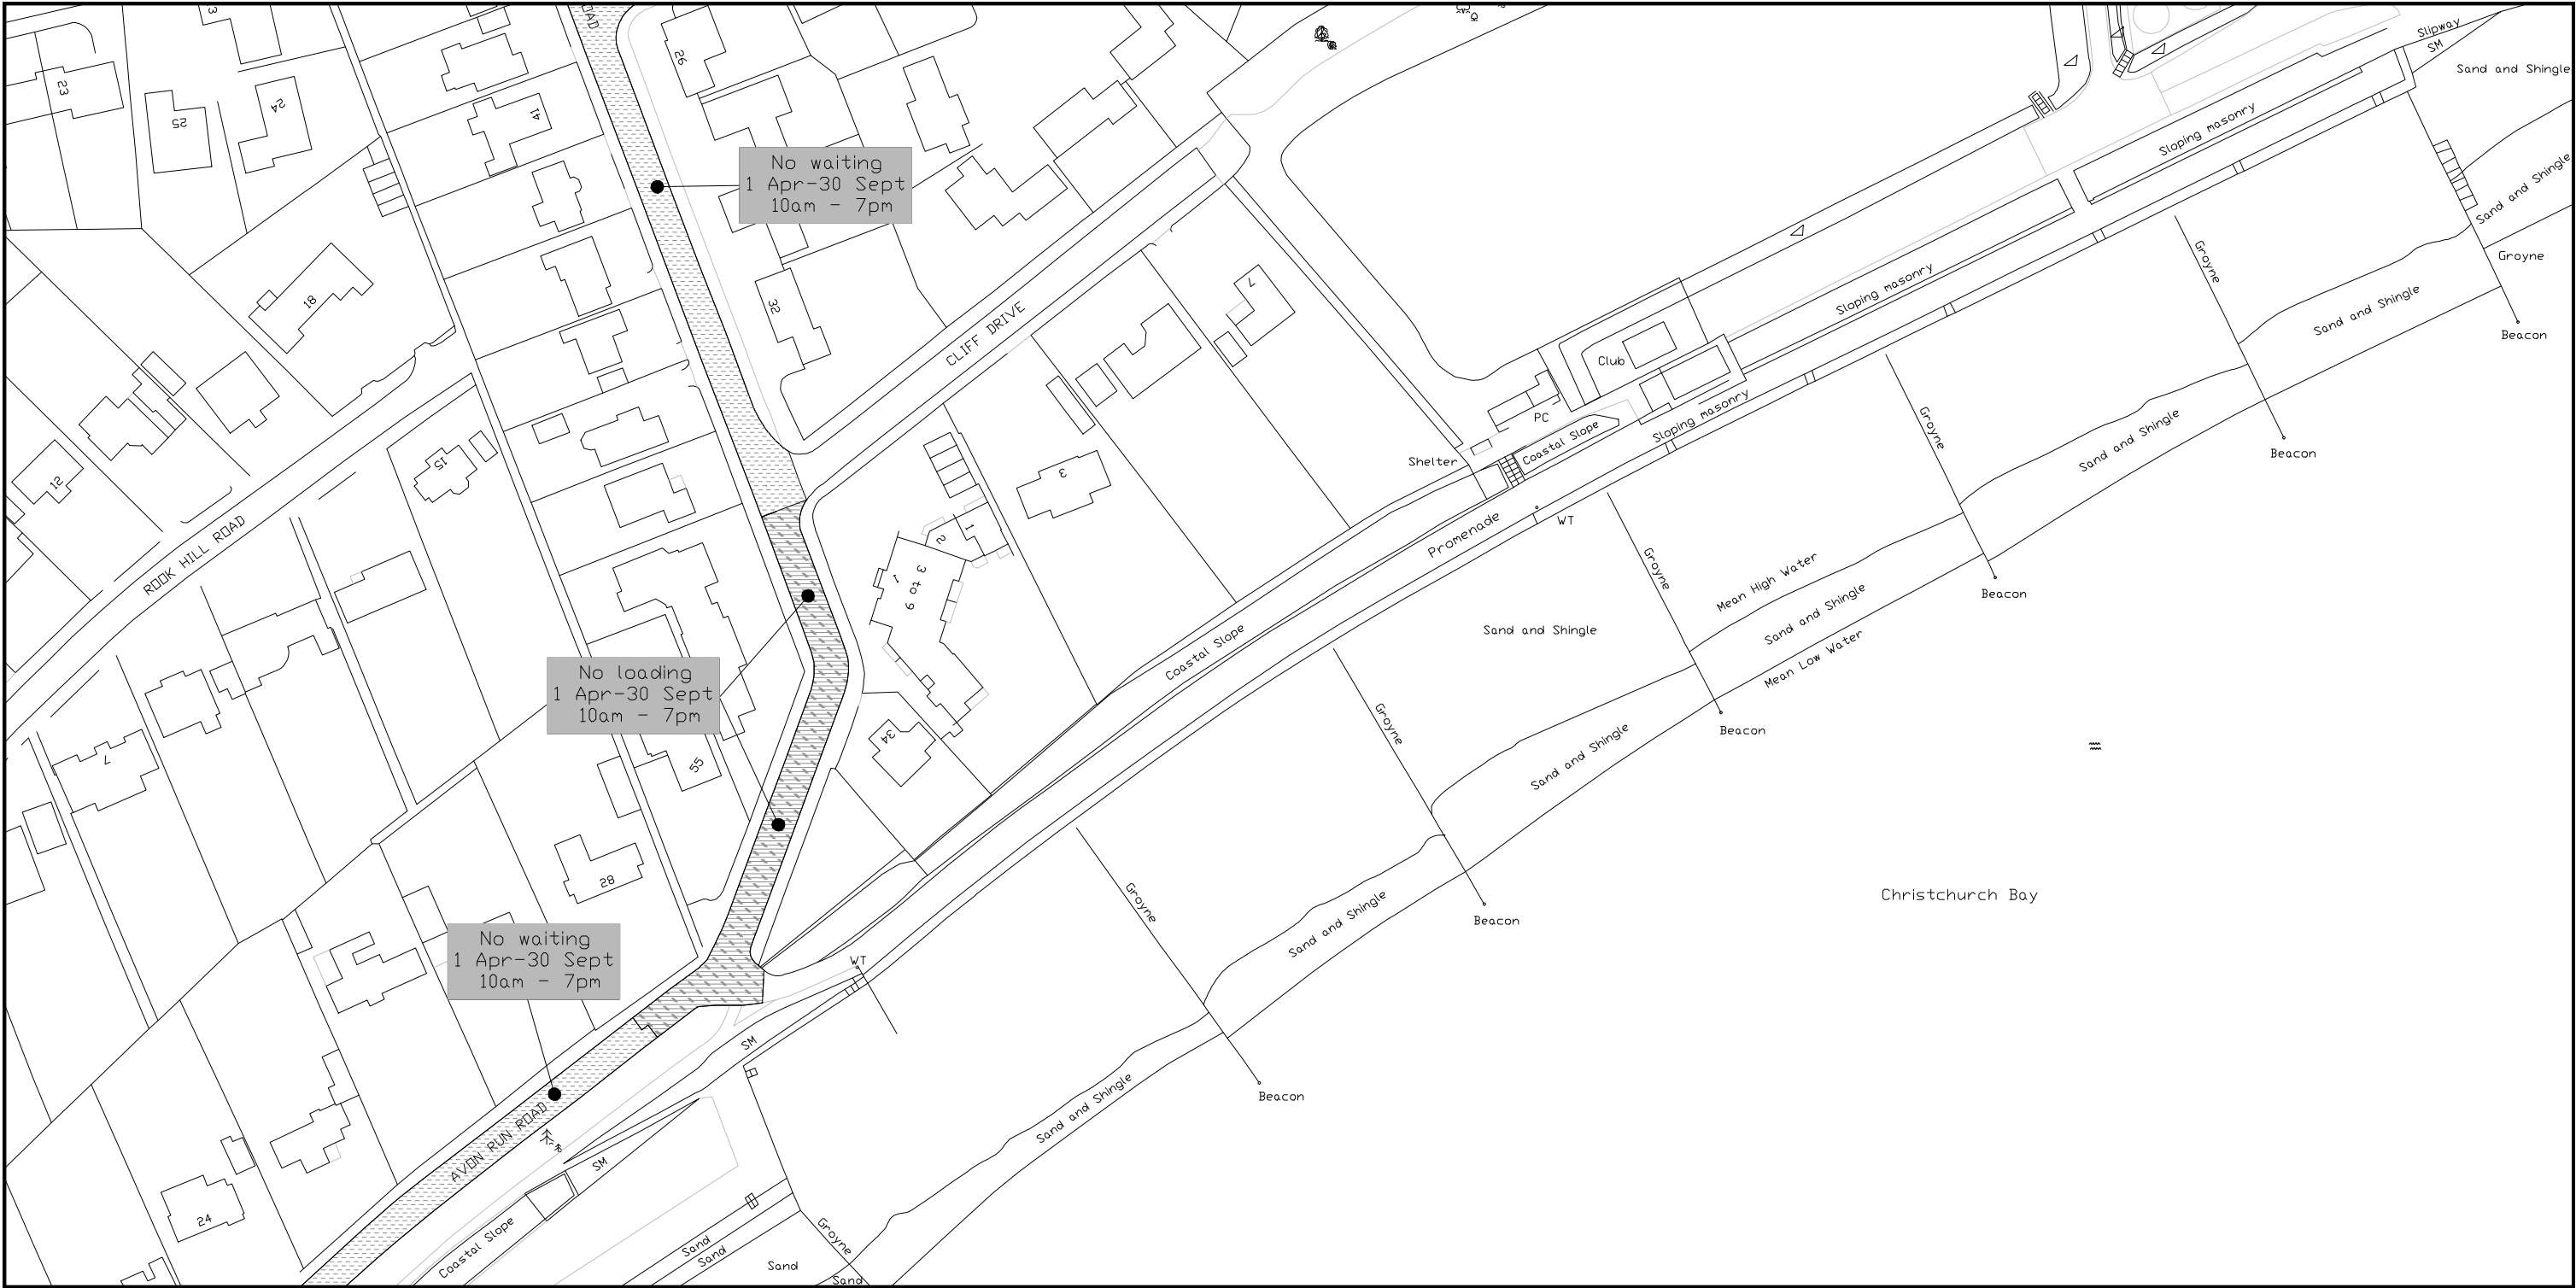 3
23
25
24
41
26
OAD
No waiting
1 Apr-30 Sept
10am - 7pm
Slipway
SM
Sand and Shingle
Sloping masonry
Sand and Shingle
Groyne
Groyne
Beacon
Sand and Shingle
Sloping masonry
18
32
CLIFF DRIVE
7
Club
PC
Sloping masonry
Coastal Slope
Shelter
Groyne
Sand and Shingle
Beacon
12
15
3
ROOK HILL ROAD
1
2
3 to 9
1
Promenade
WT
Groyne
Mean High Water
Sand and Shingle
Mean Low Water
Beacon
Sand and Shingle
Coastal Slope
No loading
1 Apr-30 Sept
10am - 7pm
34
55
7
Groyne
Sand and Shingle
Beacon
28
Groyne
Sand and Shingle
Beacon
Christchurch Bay
No waiting
1 Apr-30 Sept
10am - 7pm
WT
SM
Beacon
Sand and Shingle
AVON RUN ROAD
SM
24
Coastal Slope
Groyne
Sand
Sand
Sand
Sand